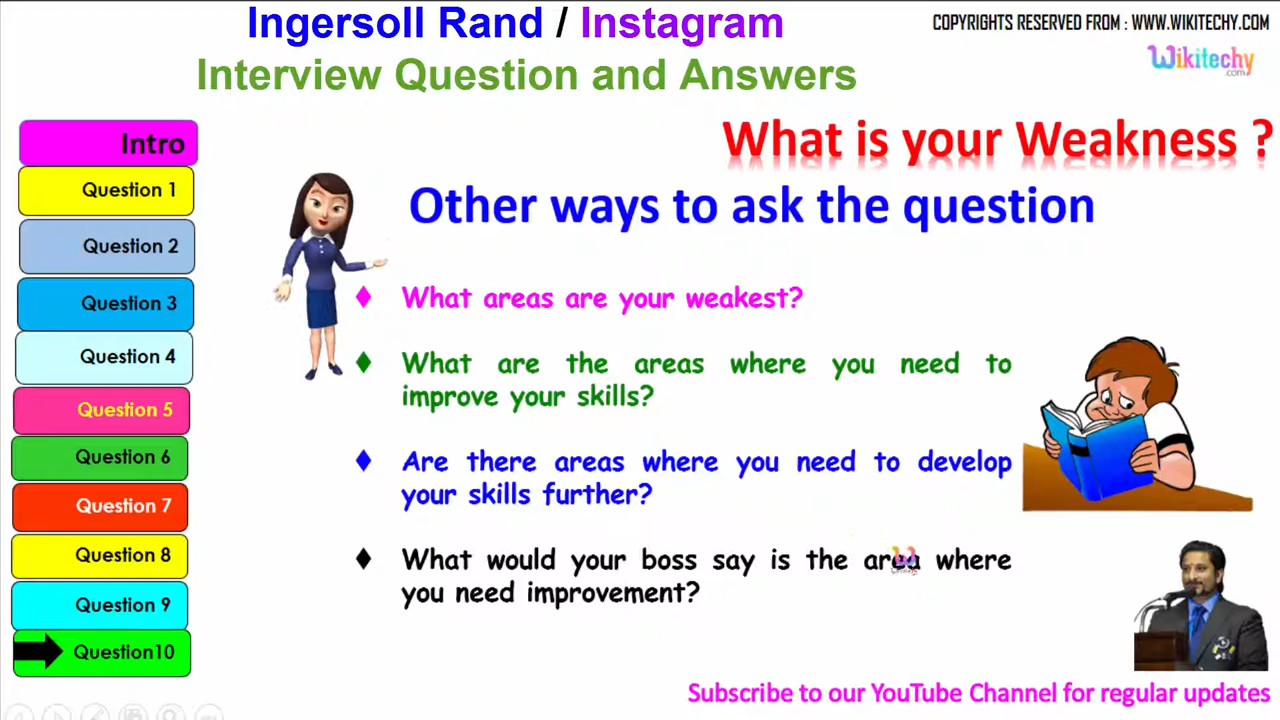 Ingersoll Rand / Instagram
Interview Question and Answers
COPYRIGHTS RESERVED FROM : WWW.WIKITECHY.COM
Wikitechy
.com
What is your Weakness ?
Other ways to ask the question
Intro
Question 1
Question 2
Question 3
Question 4
Question 5
Question 6
Question 7
Question 8
Question 9
Question10
What areas are your weakest?
What are the areas where you need to
improve your skills?
Are there areas where you need to develop
your skills further?
What would your boss say is the area where
you need improvement?
Subscribe to our YouTube Channel for regular updates